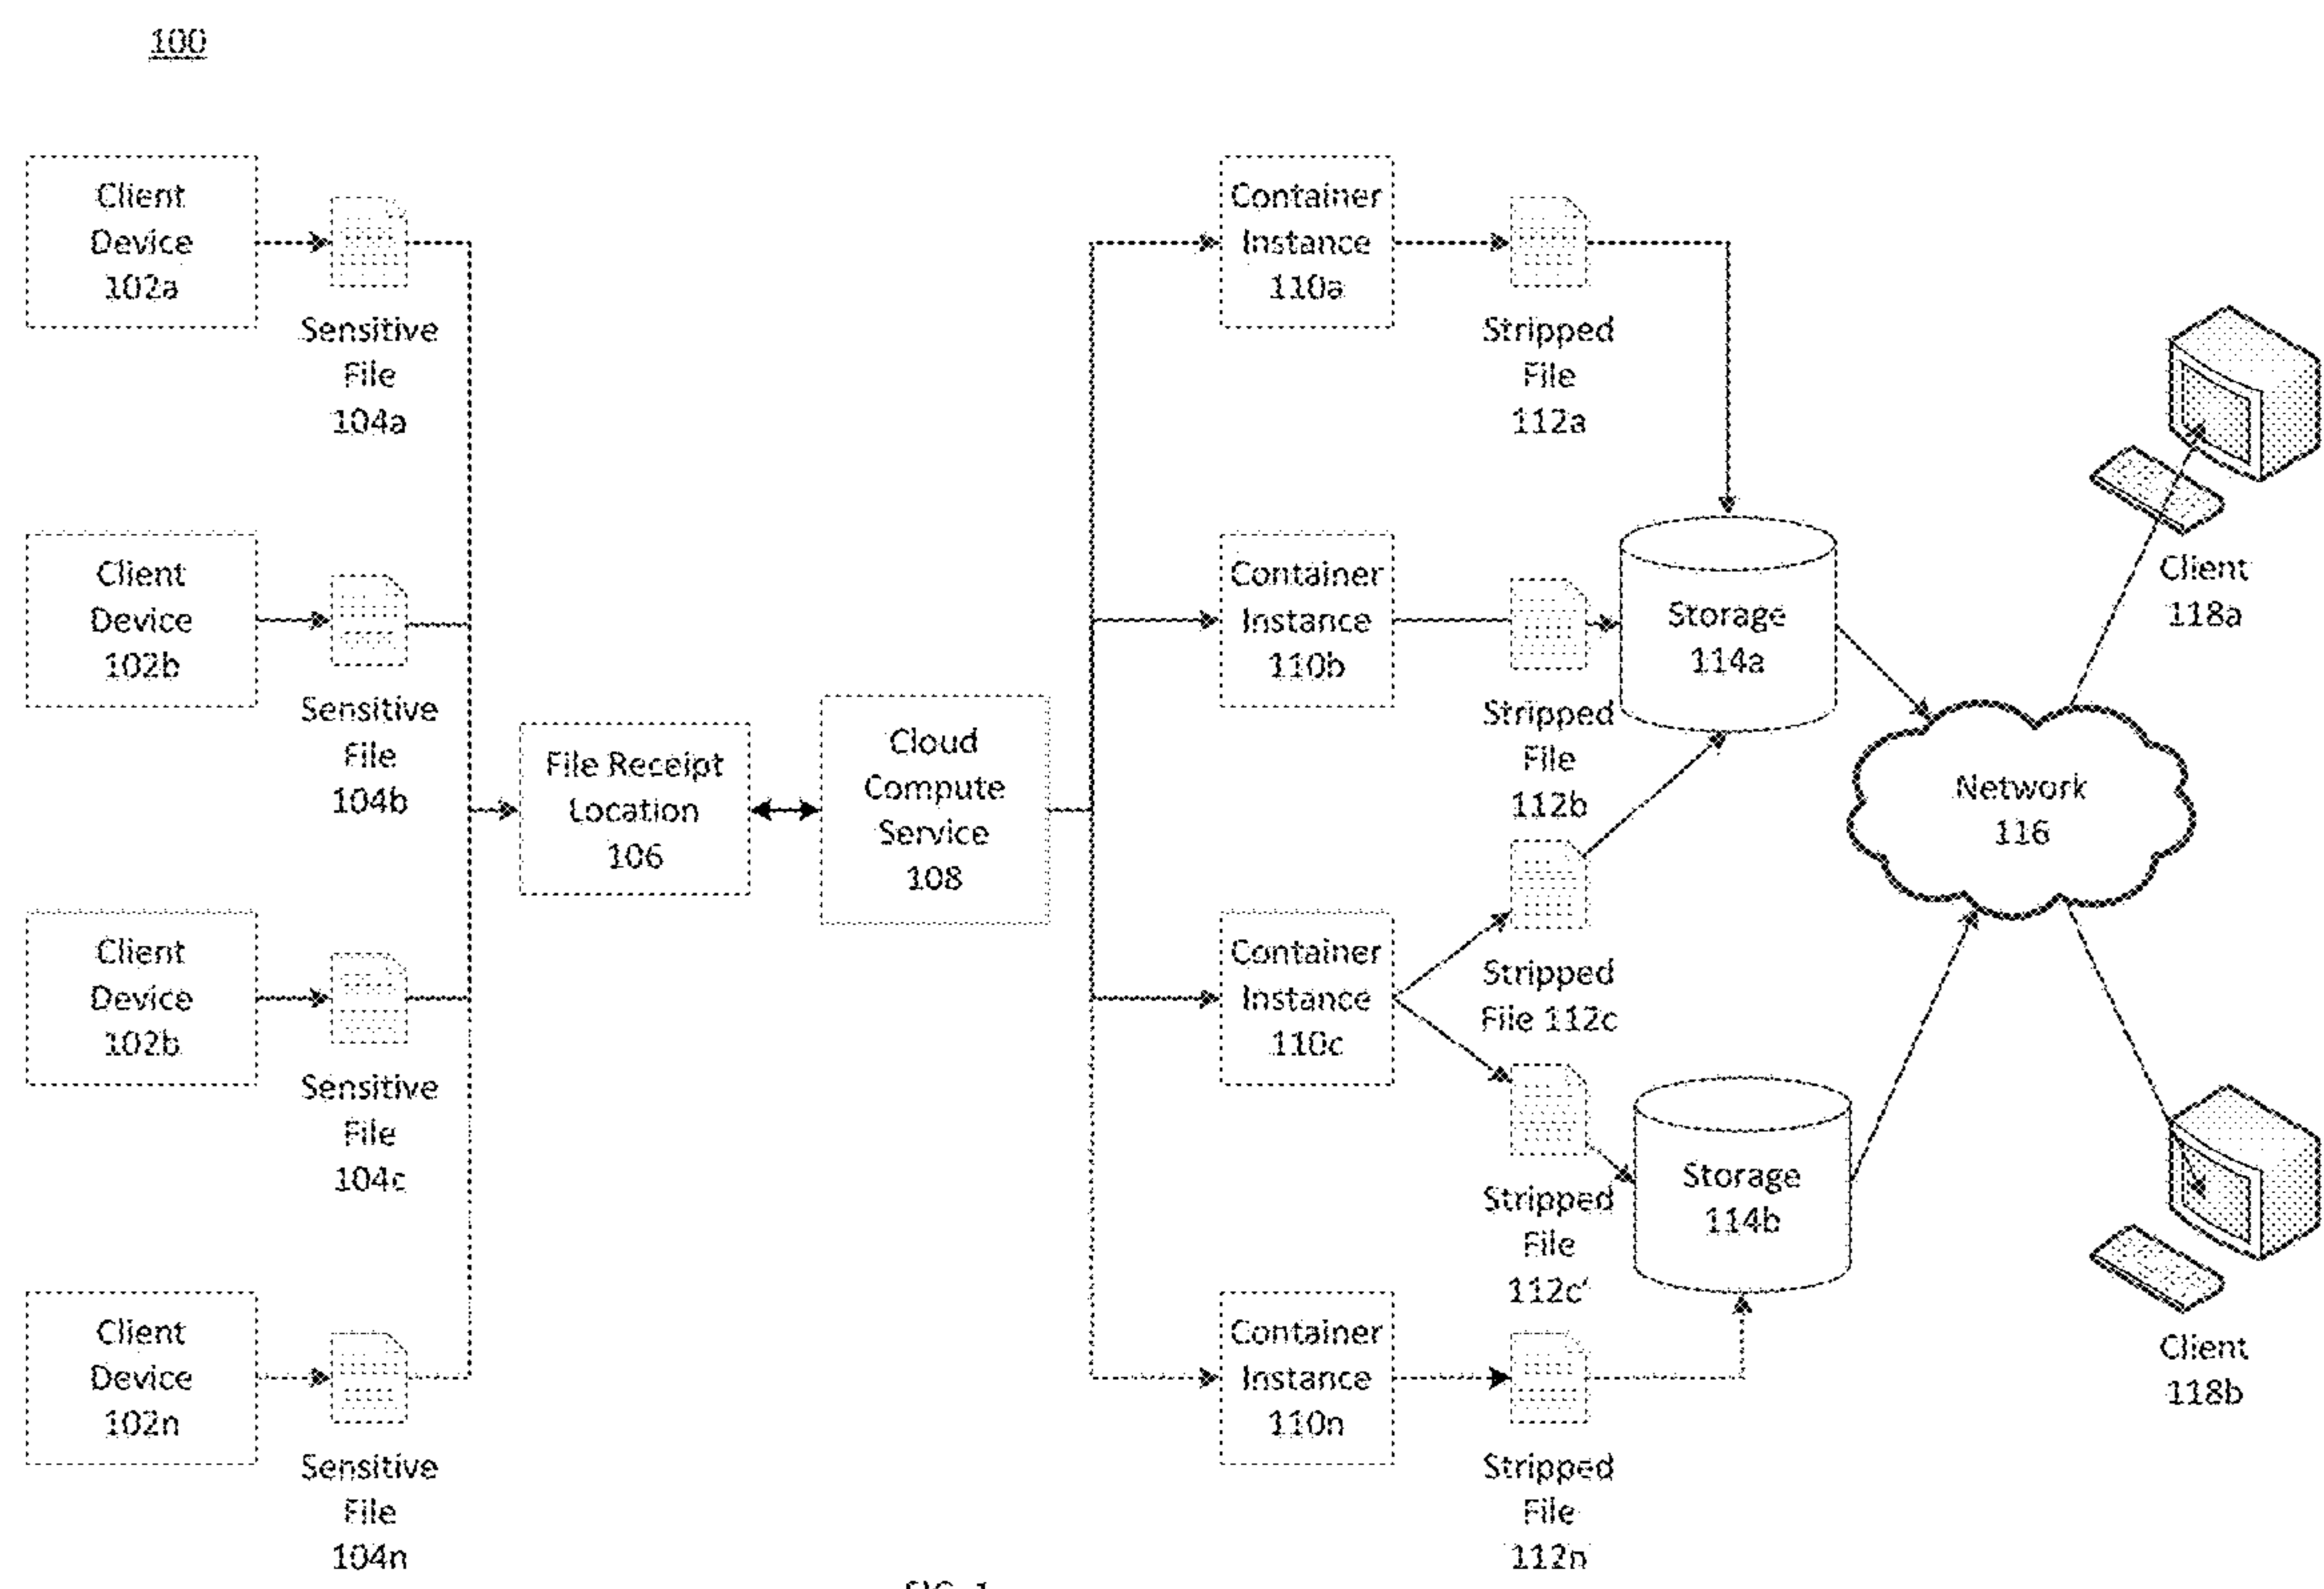 100
Client
Device
102a
Sensitive
File
104a
Client
Device
102b
Sensitive
File
104b
Client
Device
102b
Sensitive
File
104c
Client
Device
102n
Sensitive
File
104n
File Receipt
Location
106
Cloud
Compute
Service
108
Container
Instance
110a
Stripped
File
112a
Container
Instance
110b
Stripped
File
112b
Container
Instance
110c
Stripped
File 112c
Stripped
File
112c'
Container
Instance
110n
Stripped
File
112n
Storage
114a
Storage
114b
Network
116
Client
118a
Client
118b
FIG. 1